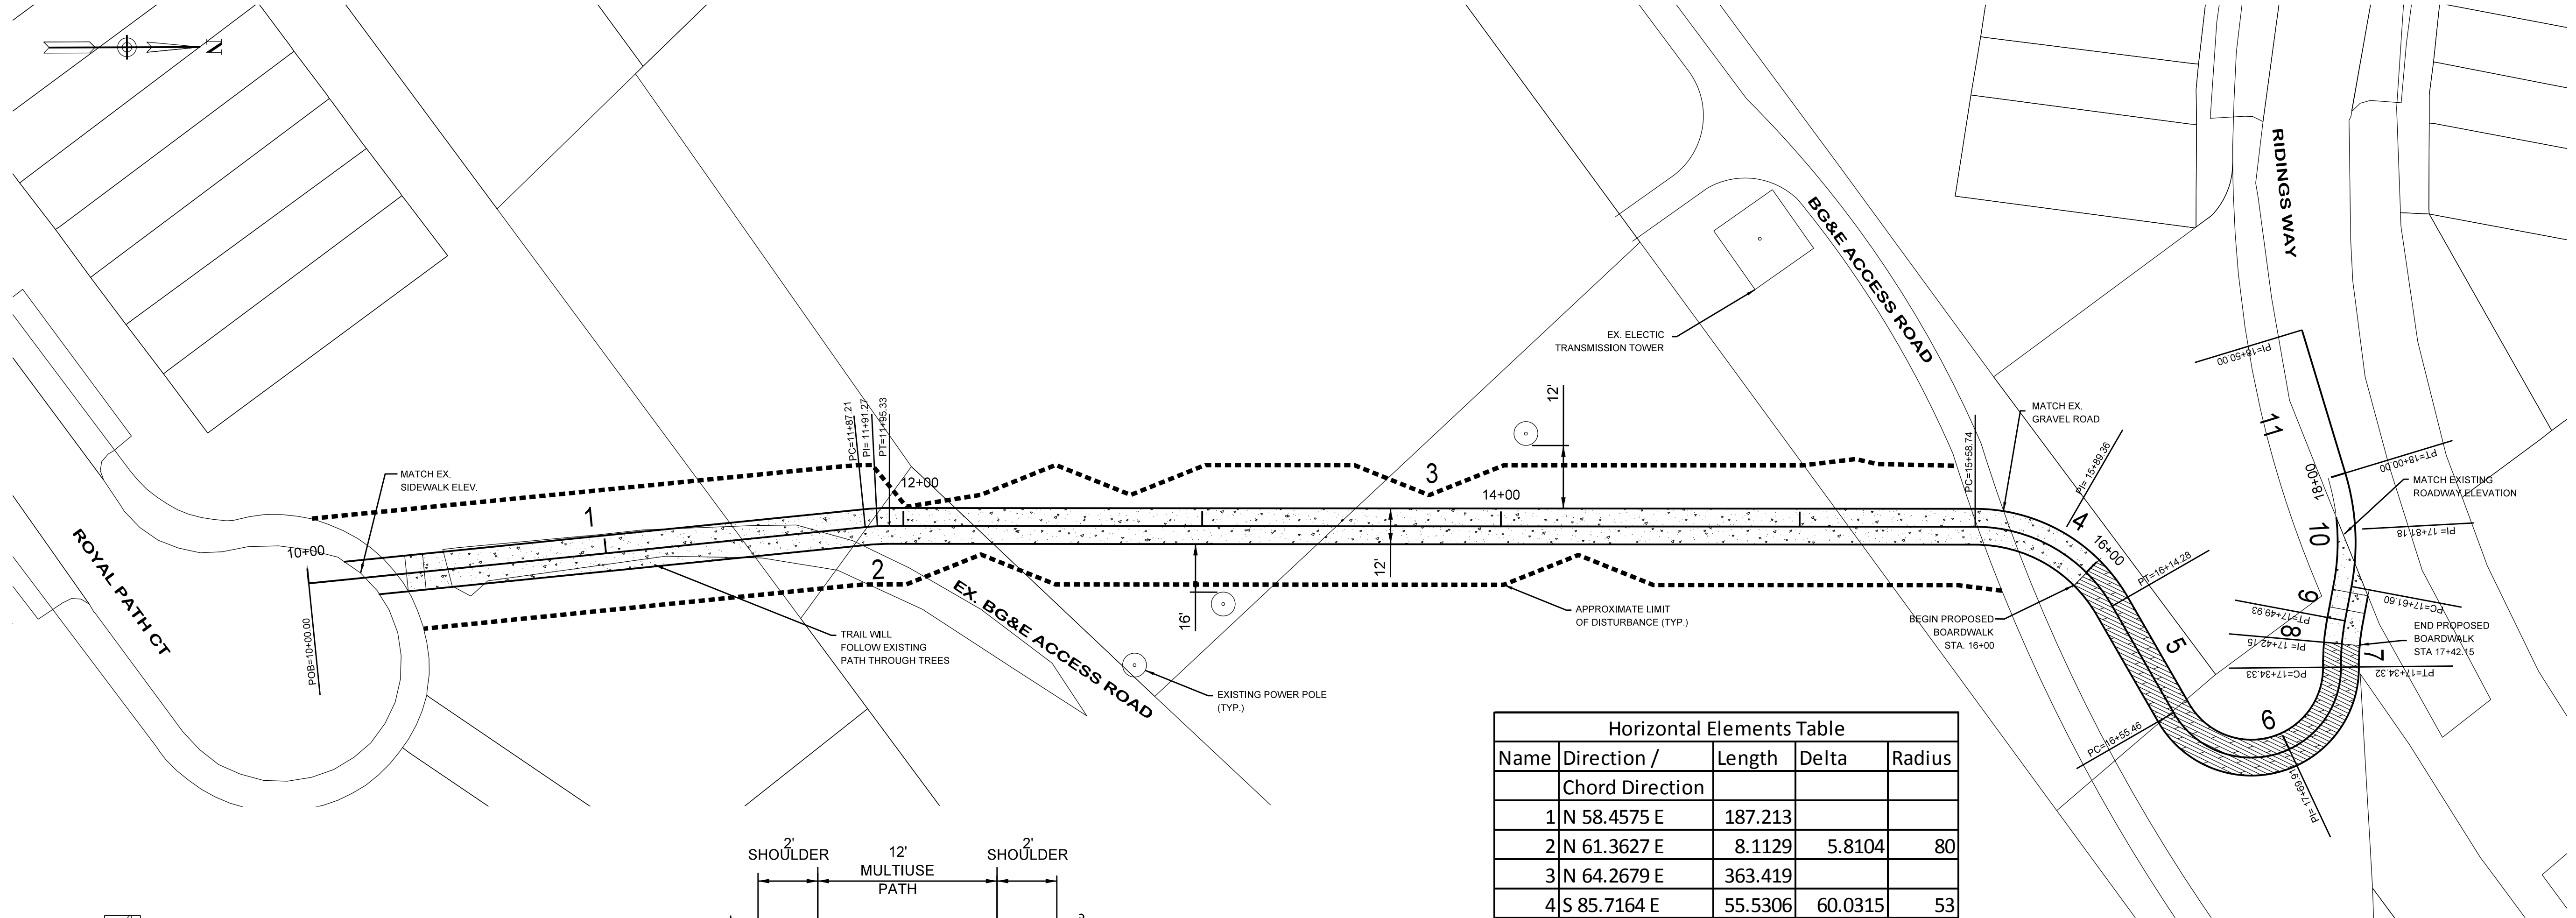 N
ROYAL PATH CT
MATCH EX.
SIDEWALK ELEV.
10+00
POB=10+00.00
1
2
PC=11+87.21
PI= 11+91.27
PT=11+95.33
12+00
TRAIL WILL
FOLLOW EXISTING
PATH THROUGH TREES
EX. BG&E ACCESS ROAD
EXISTING POWER POLE
(TYP.)
16'
12'
12'
3
14+00
EX. ELECTIC
TRANSMISSION TOWER
BG&E ACCESS ROAD
APPROXIMATE LIMIT
OF DISTURBANCE (TYP.)
PC=15+58.74
MATCH EX.
GRAVEL ROAD
PI= 15+89.36
4
16+00
PT=16+14.28
BEGIN PROPOSED
BOARDWALK
STA. 16+00
5
PC=16+55.46
6
PI= 17+69.91
RIDINGS WAY
PI=18+50.00
11
18+00
PT=18+00.00
MATCH EXISTING
ROADWAY ELEVATION
10
PI= 17+81.18
9
PC=17+61.60
PT=17+49.93
8
PI= 17+42.15
END PROPOSED
BOARDWALK
STA 17+42.15
7
PC=17+34.33
PT=17+34.32
2'
SHOULDER
12'
MULTIUSE
PATH
2'
SHOULDER
Horizontal Elements Table
Name Direction / Length Delta Radius
Chord Direction
1 N 58.4575 E 187.213
2 N 61.3627 E 8.1129 5.8104 80
3 N 64.2679 E 363.419
4 S 85.7164 E 55.5306 60.0315 53